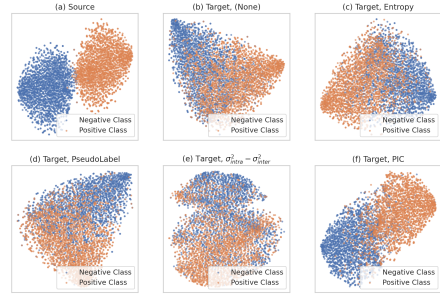 (a) Source
Negative Class
Positive Class
(b) Target, (None)
Negative Class
Positive Class
(c) Target, Entropy
Negative Class
Positive Class
(d) Target, PseudoLabel
Negative Class
Positive Class
(e) Target, σ²intra − σ²inter
Negative Class
Positive Class
(f) Target, PIC
Negative Class
Positive Class